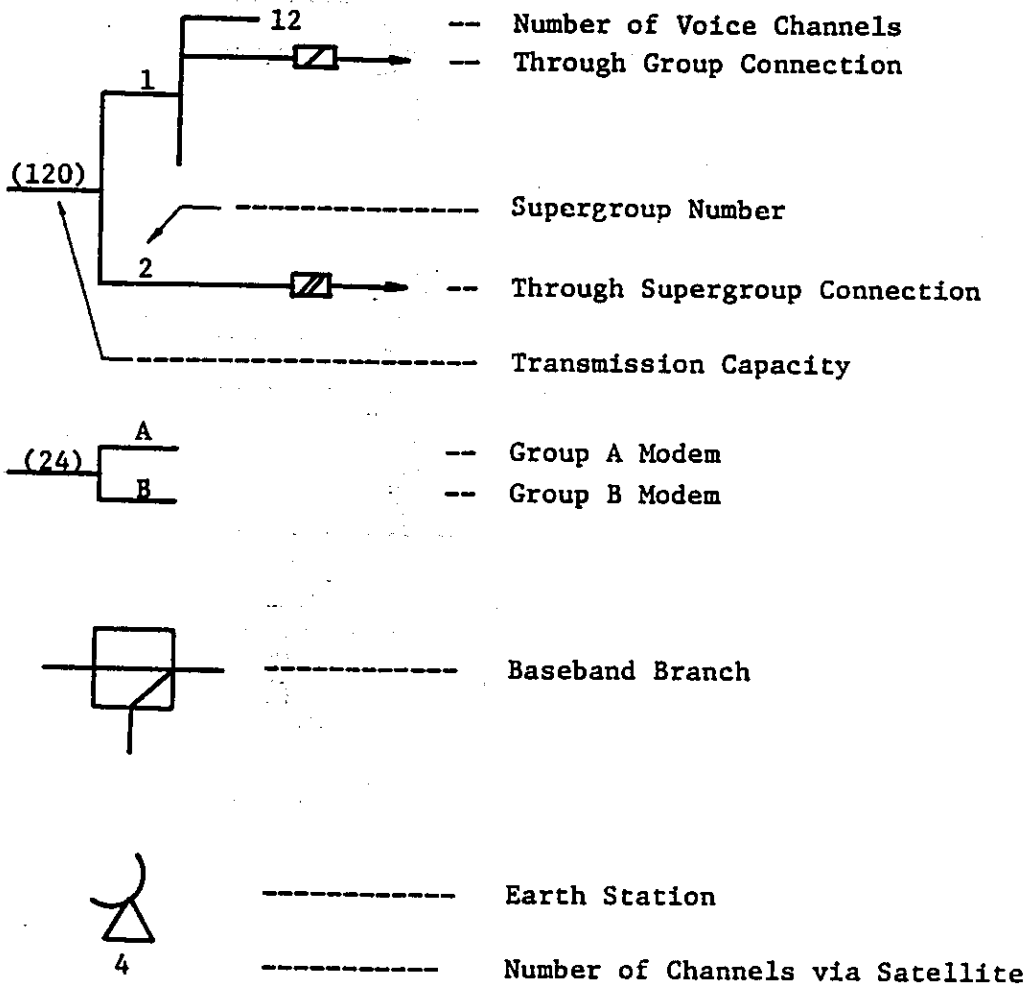 12 -- Number of Voice Channels
-- Through Group Connection
1
(120)
Supergroup Number
2 -- Through Supergroup Connection
Transmission Capacity
A -- Group A Modem
(24)
B -- Group B Modem
Baseband Branch
Earth Station
4 Number of Channels via Satellite